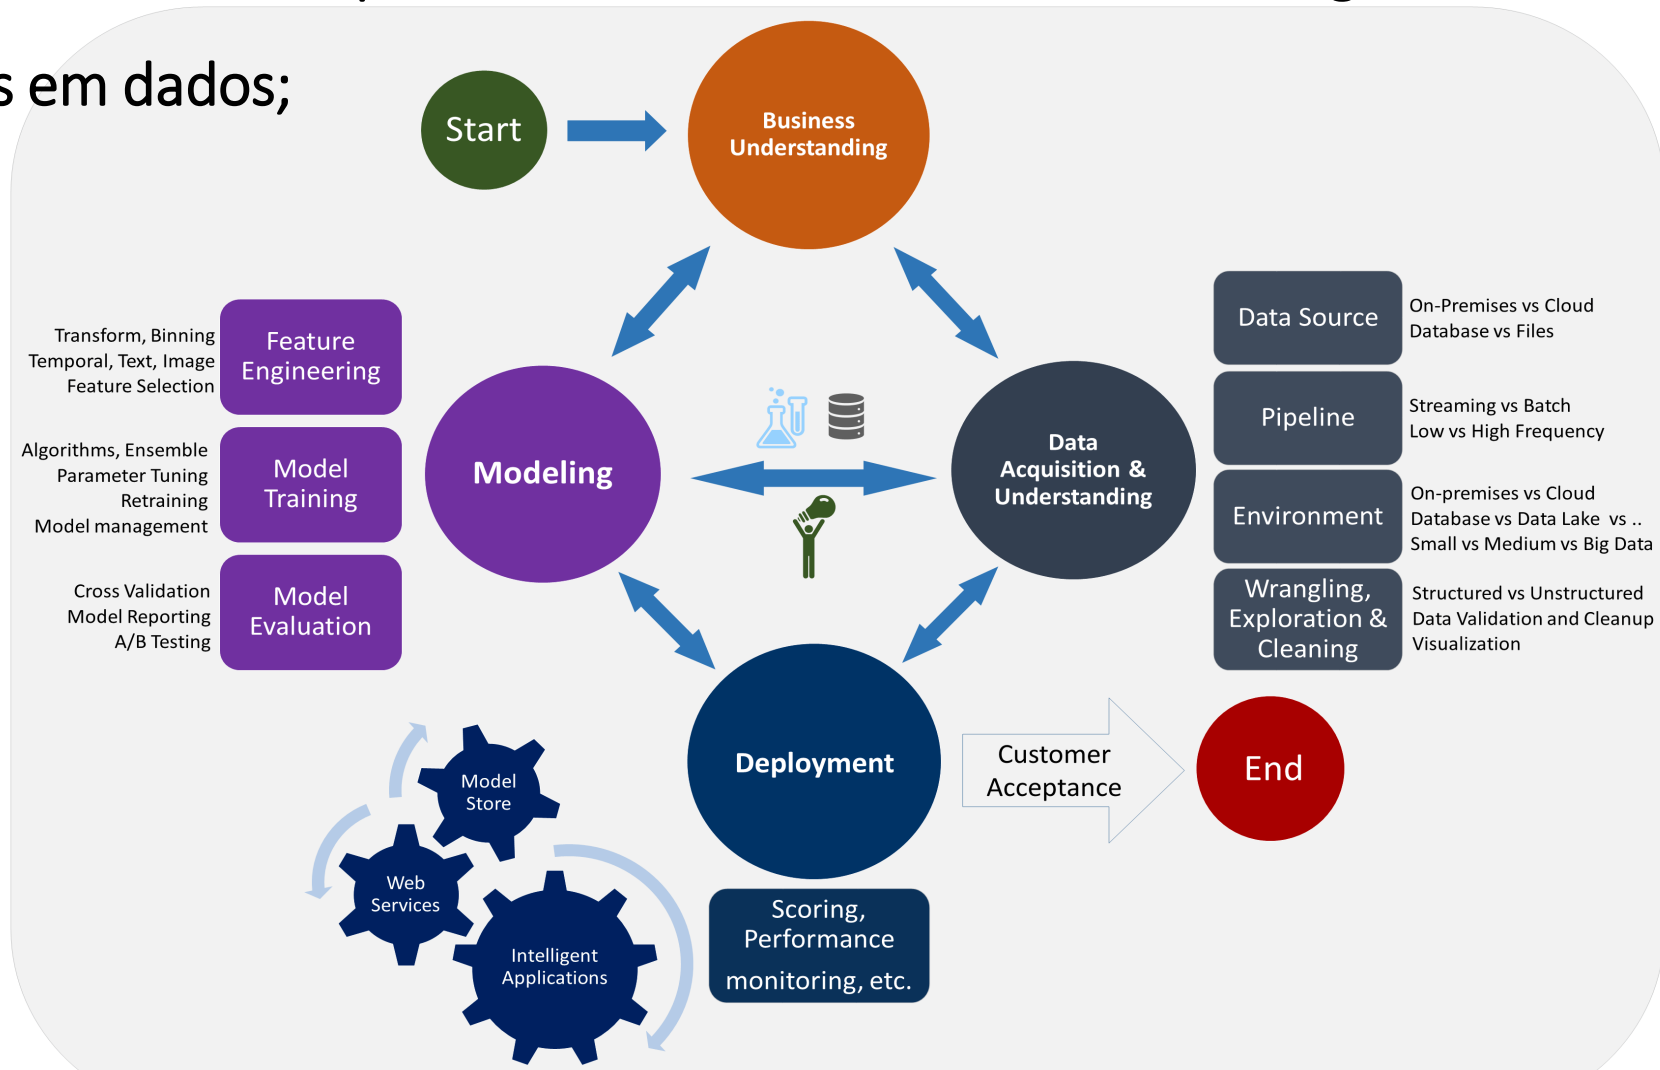 s em dados;
Start
Business
Understanding
Feature
Engineering
Transform, Binning
Temporal, Text, Image
Feature Selection
Model
Training
Algorithms, Ensemble
Parameter Tuning
Retraining
Model management
Model
Evaluation
Cross Validation
Model Reporting
A/B Testing
Modeling
Data
Acquisition &
Understanding
Data Source
On-Premises vs Cloud
Database vs Files
Pipeline
Streaming vs Batch
Low vs High Frequency
Environment
On-premises vs Cloud
Database vs Data Lake vs ..
Small vs Medium vs Big Data
Wrangling,
Exploration &
Cleaning
Structured vs Unstructured
Data Validation and Cleanup
Visualization
Deployment
Customer
Acceptance
End
Model
Store
Web
Services
Intelligent
Applications
Scoring,
Performance
monitoring, etc.